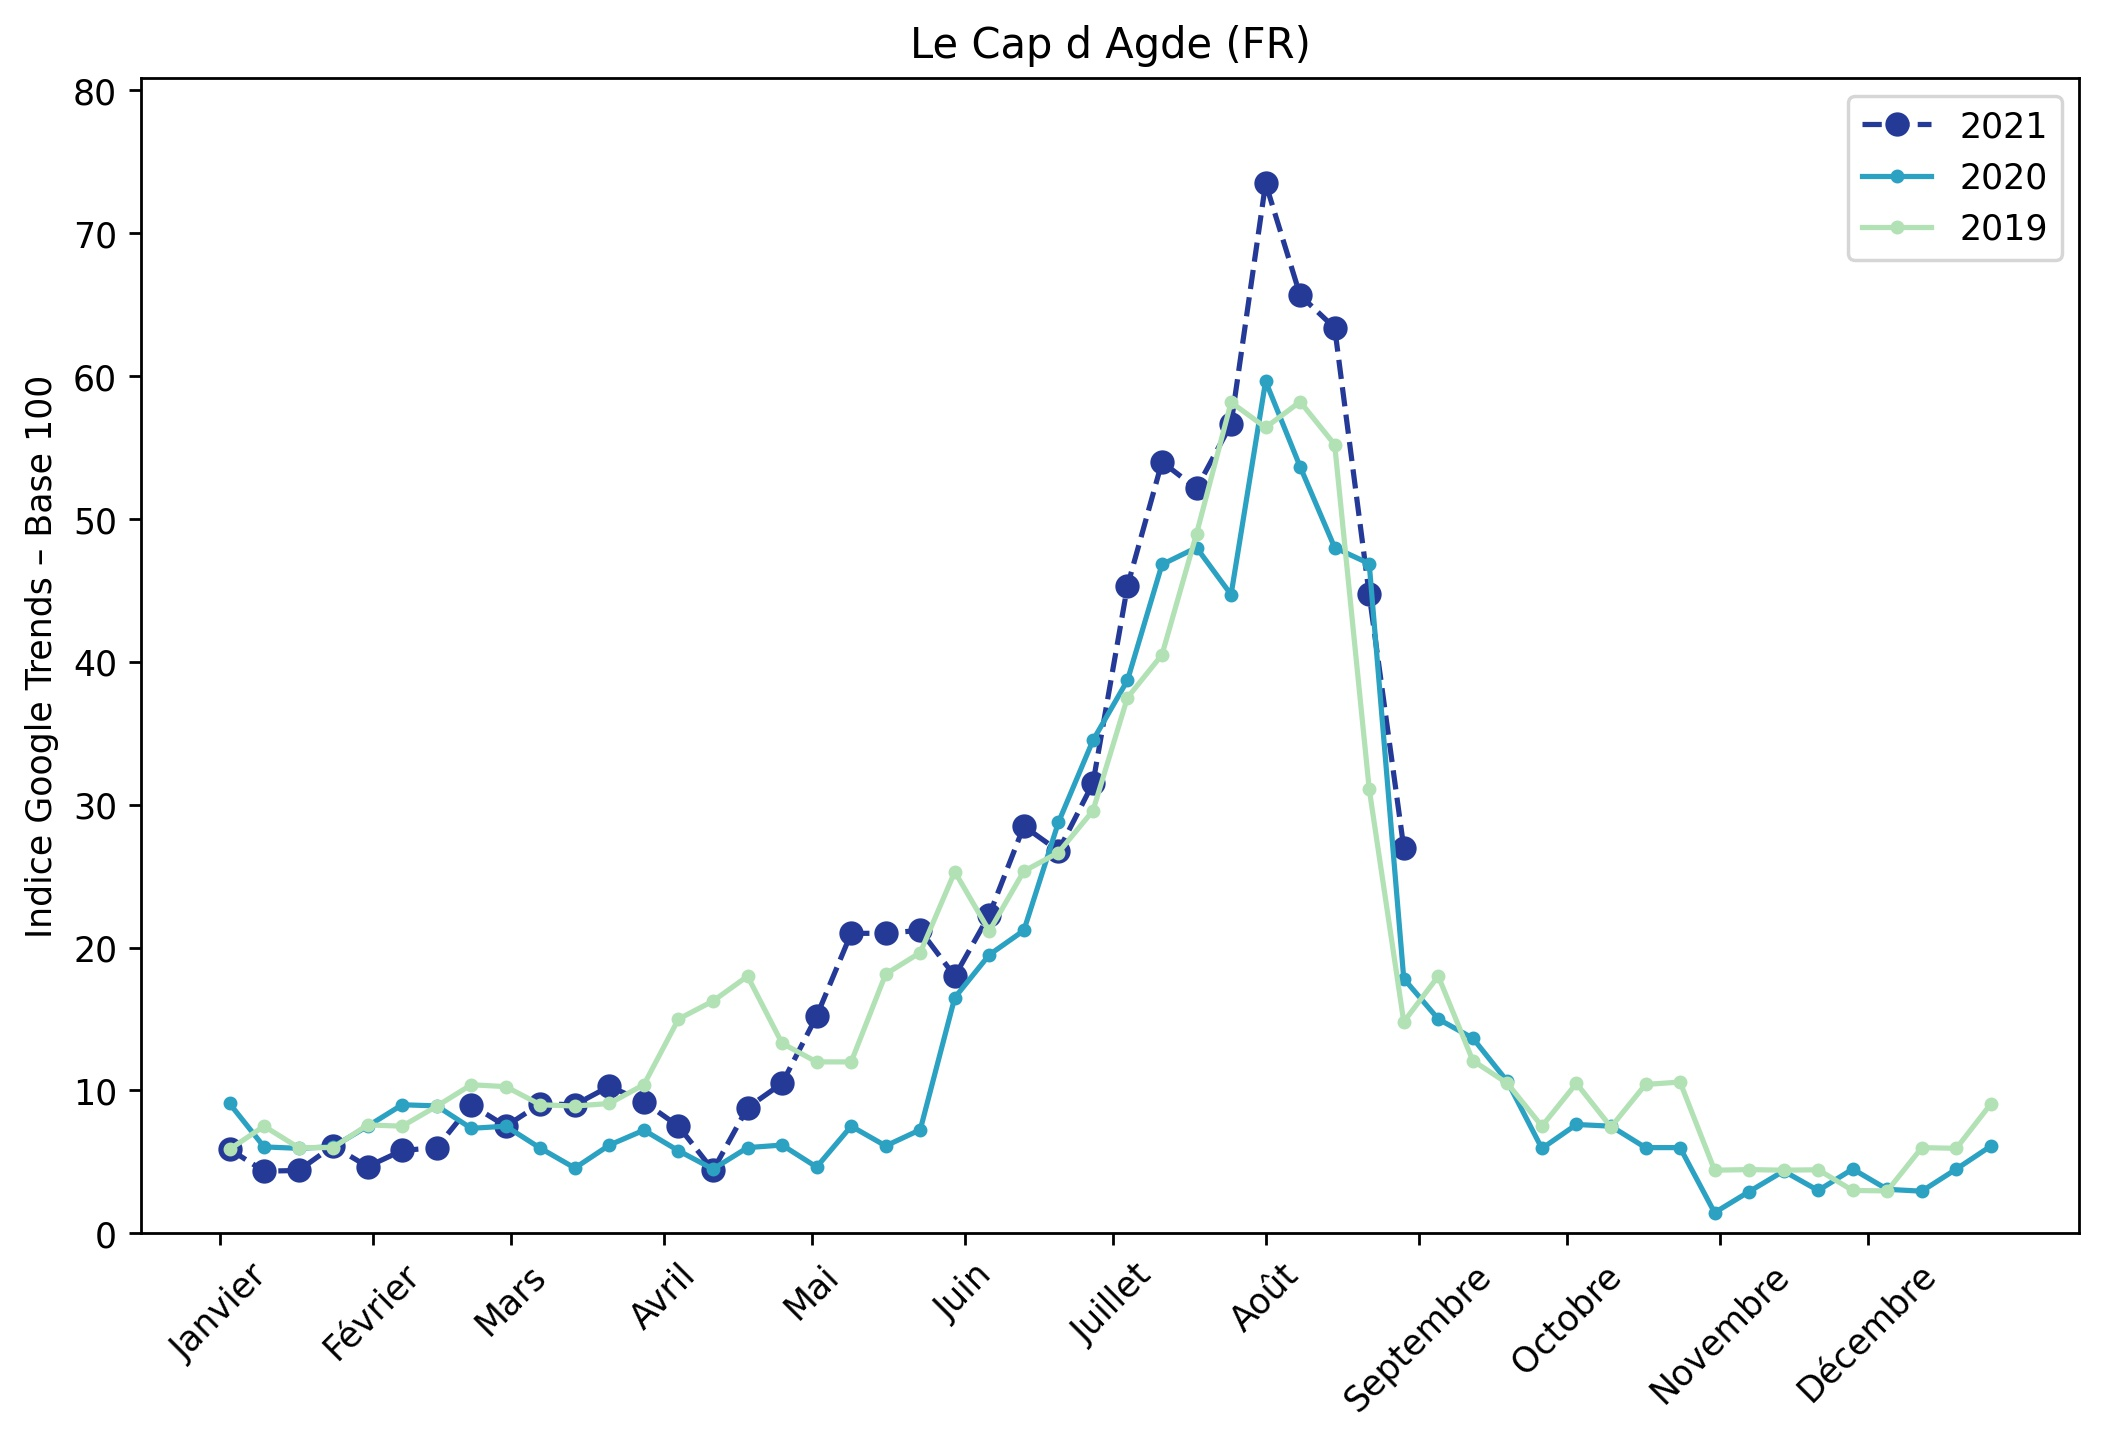 Le Cap d Agde (FR)
80
70
60
50
40
30
20
10
0
Indice Google Trends – Base 100
2021
2020
2019
Janvier
Février
Mars
Avril
Mai
Juin
Juillet
Août
Septembre
Octobre
Novembre
Décembre